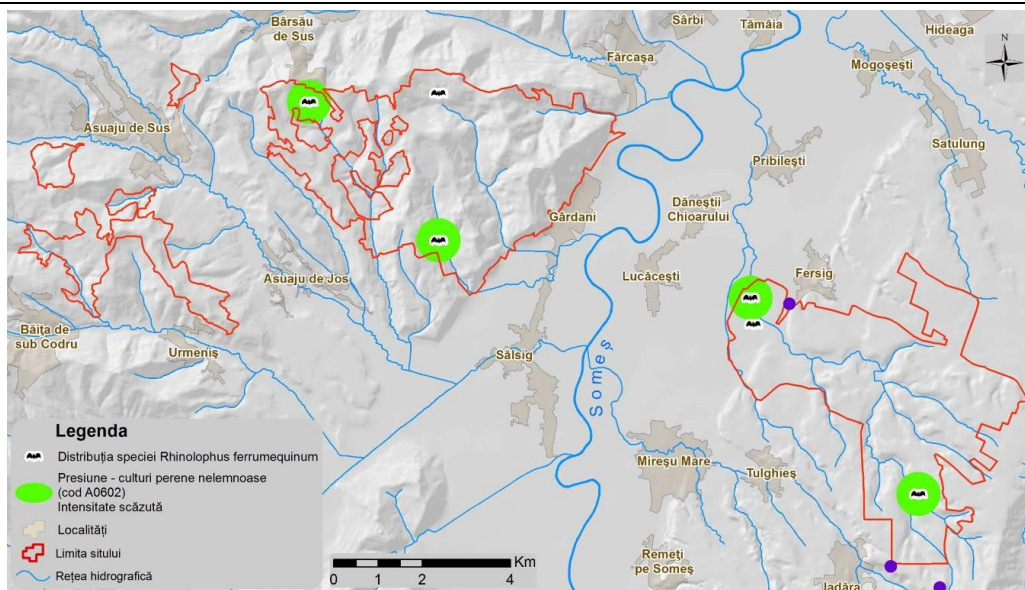 Bârsău
de Sus
Sârbi
Tămâia
Hideaga
N
Fărcașa
Mogoșești
Asuaju de Sus
Satulung
Pribilești
Dăneștii
Chioarului
Gârdani
Lucăcești
Fersig
Asuaju de Jos
Băița de
sub Codru
Urmeniș
Sălsig
Someș
Mireșu Mare
Tulghieș
Remeți
pe Someș
Iadăra
Legenda
Distribuția speciei Rhinolophus ferrumequinum
Presiune - culturi perene nelemnoase
(cod A0602)
Intensitate scăzută
Localități
Limita sitului
Rețea hidrografică
Km
0 1 2 4